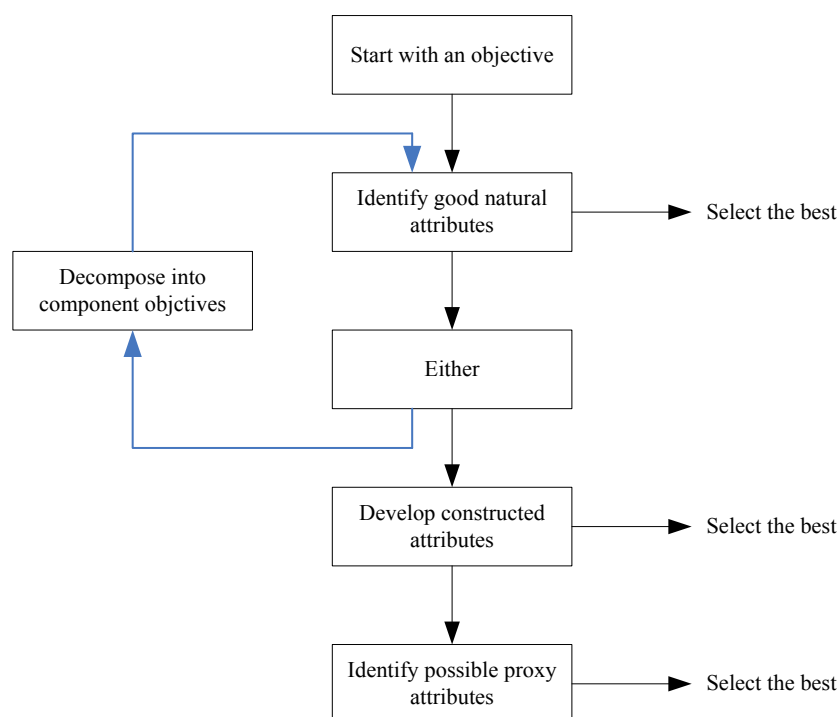 Start with an objective
Identify good natural
attributes
Select the best
Decompose into
component objctives
Either
Develop constructed
attributes
Select the best
Identify possible proxy
attributes
Select the best